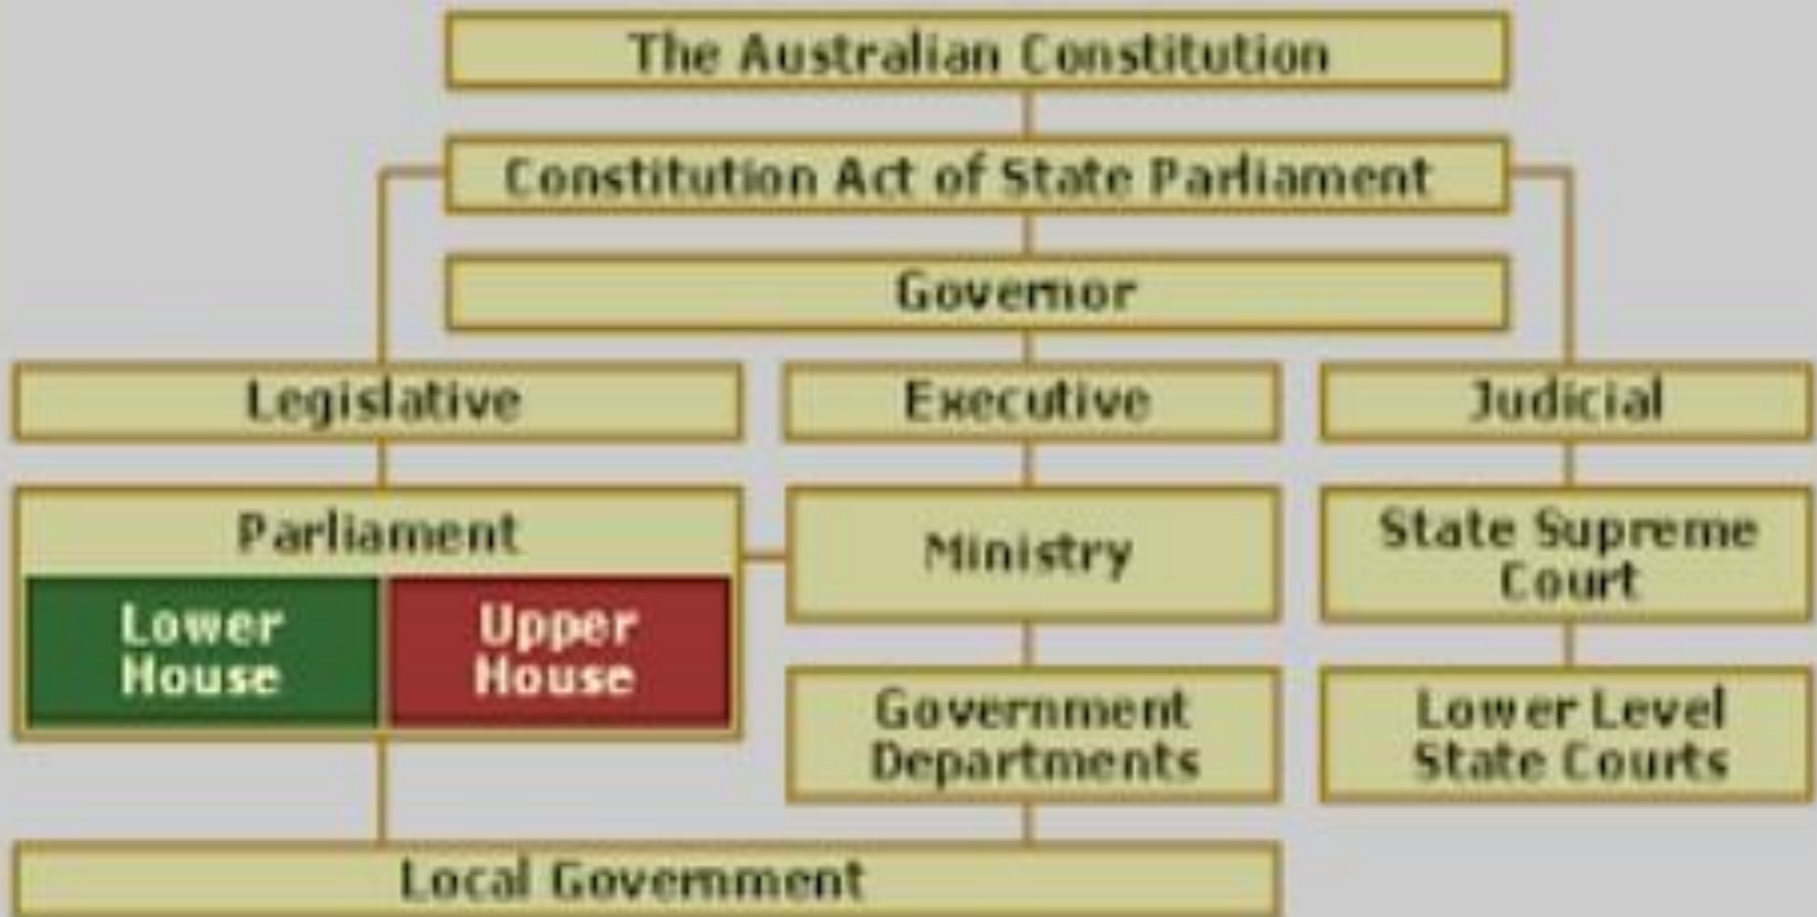 The Australian Constitution
Constitution Act of State Parliament
Governor
Legislative
Executive
Judicial
Parliament
Lower
House
Upper
House
Ministry
State Supreme
Court
Government
Departments
Lower Level
State Courts
Local Government